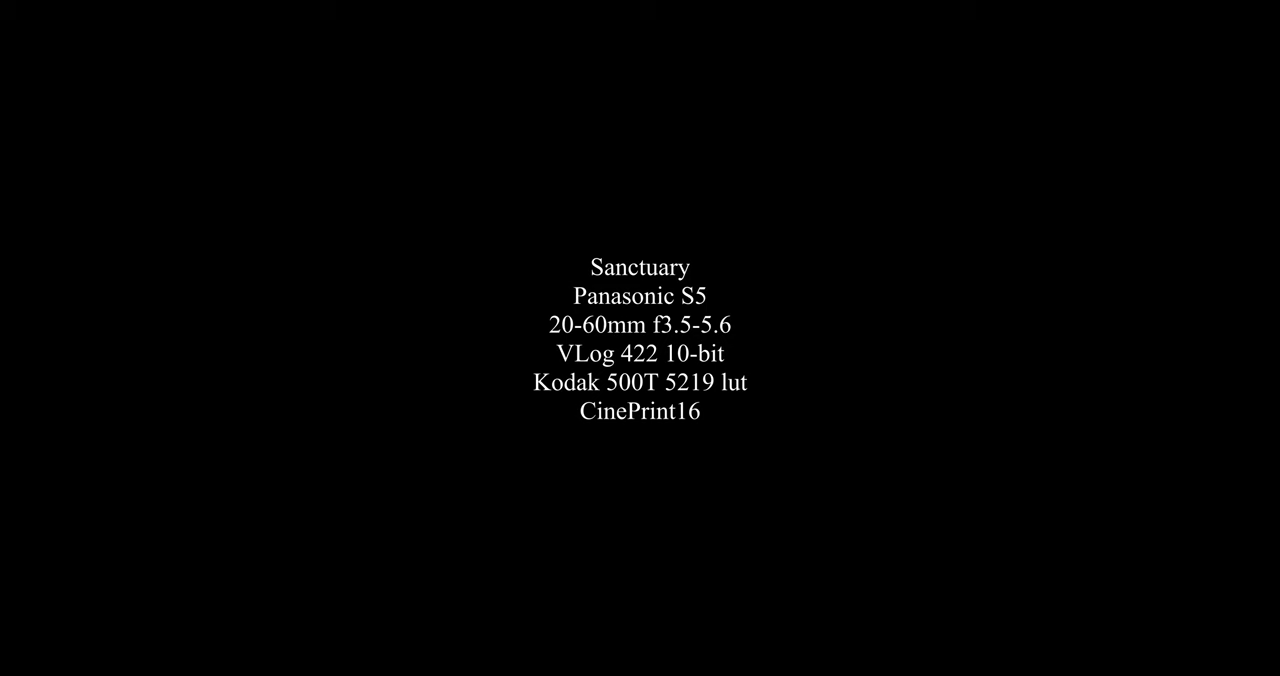 Sanctuary
Panasonic S5
20-60mm f3.5-5.6
VLog 422 10-bit
Kodak 500T 5219 lut
CinePrint16